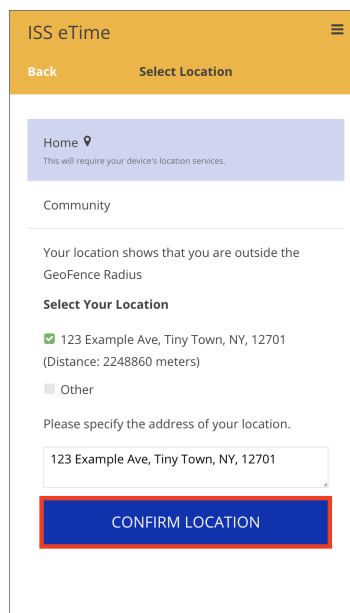 ISS eTime
Back
Select Location
Home
This will require your device's location services.
Community
Your location shows that you are outside the
GeoFence Radius
Select Your Location
123 Example Ave, Tiny Town, NY, 12701
(Distance: 2248860 meters)
Other
Please specify the address of your location.
123 Example Ave, Tiny Town, NY, 12701
CONFIRM LOCATION